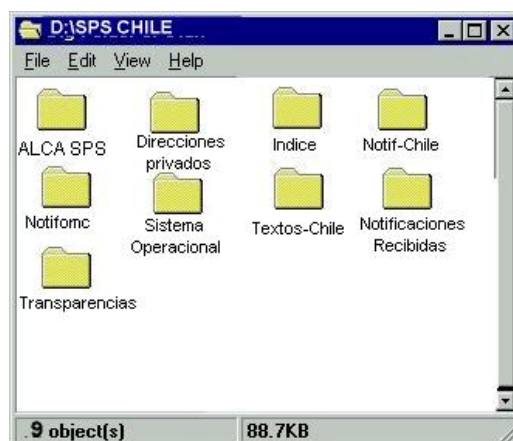 D:\SPS CHILE
File Edit View Help
ALCA SPS
Direcciones
privados
Indice
Notif-Chile
Notifomc
Sistema
Operacional
Textos-Chile
Notificaciones
Recibidas
Transparencias
.9 object(s)
88.7KB